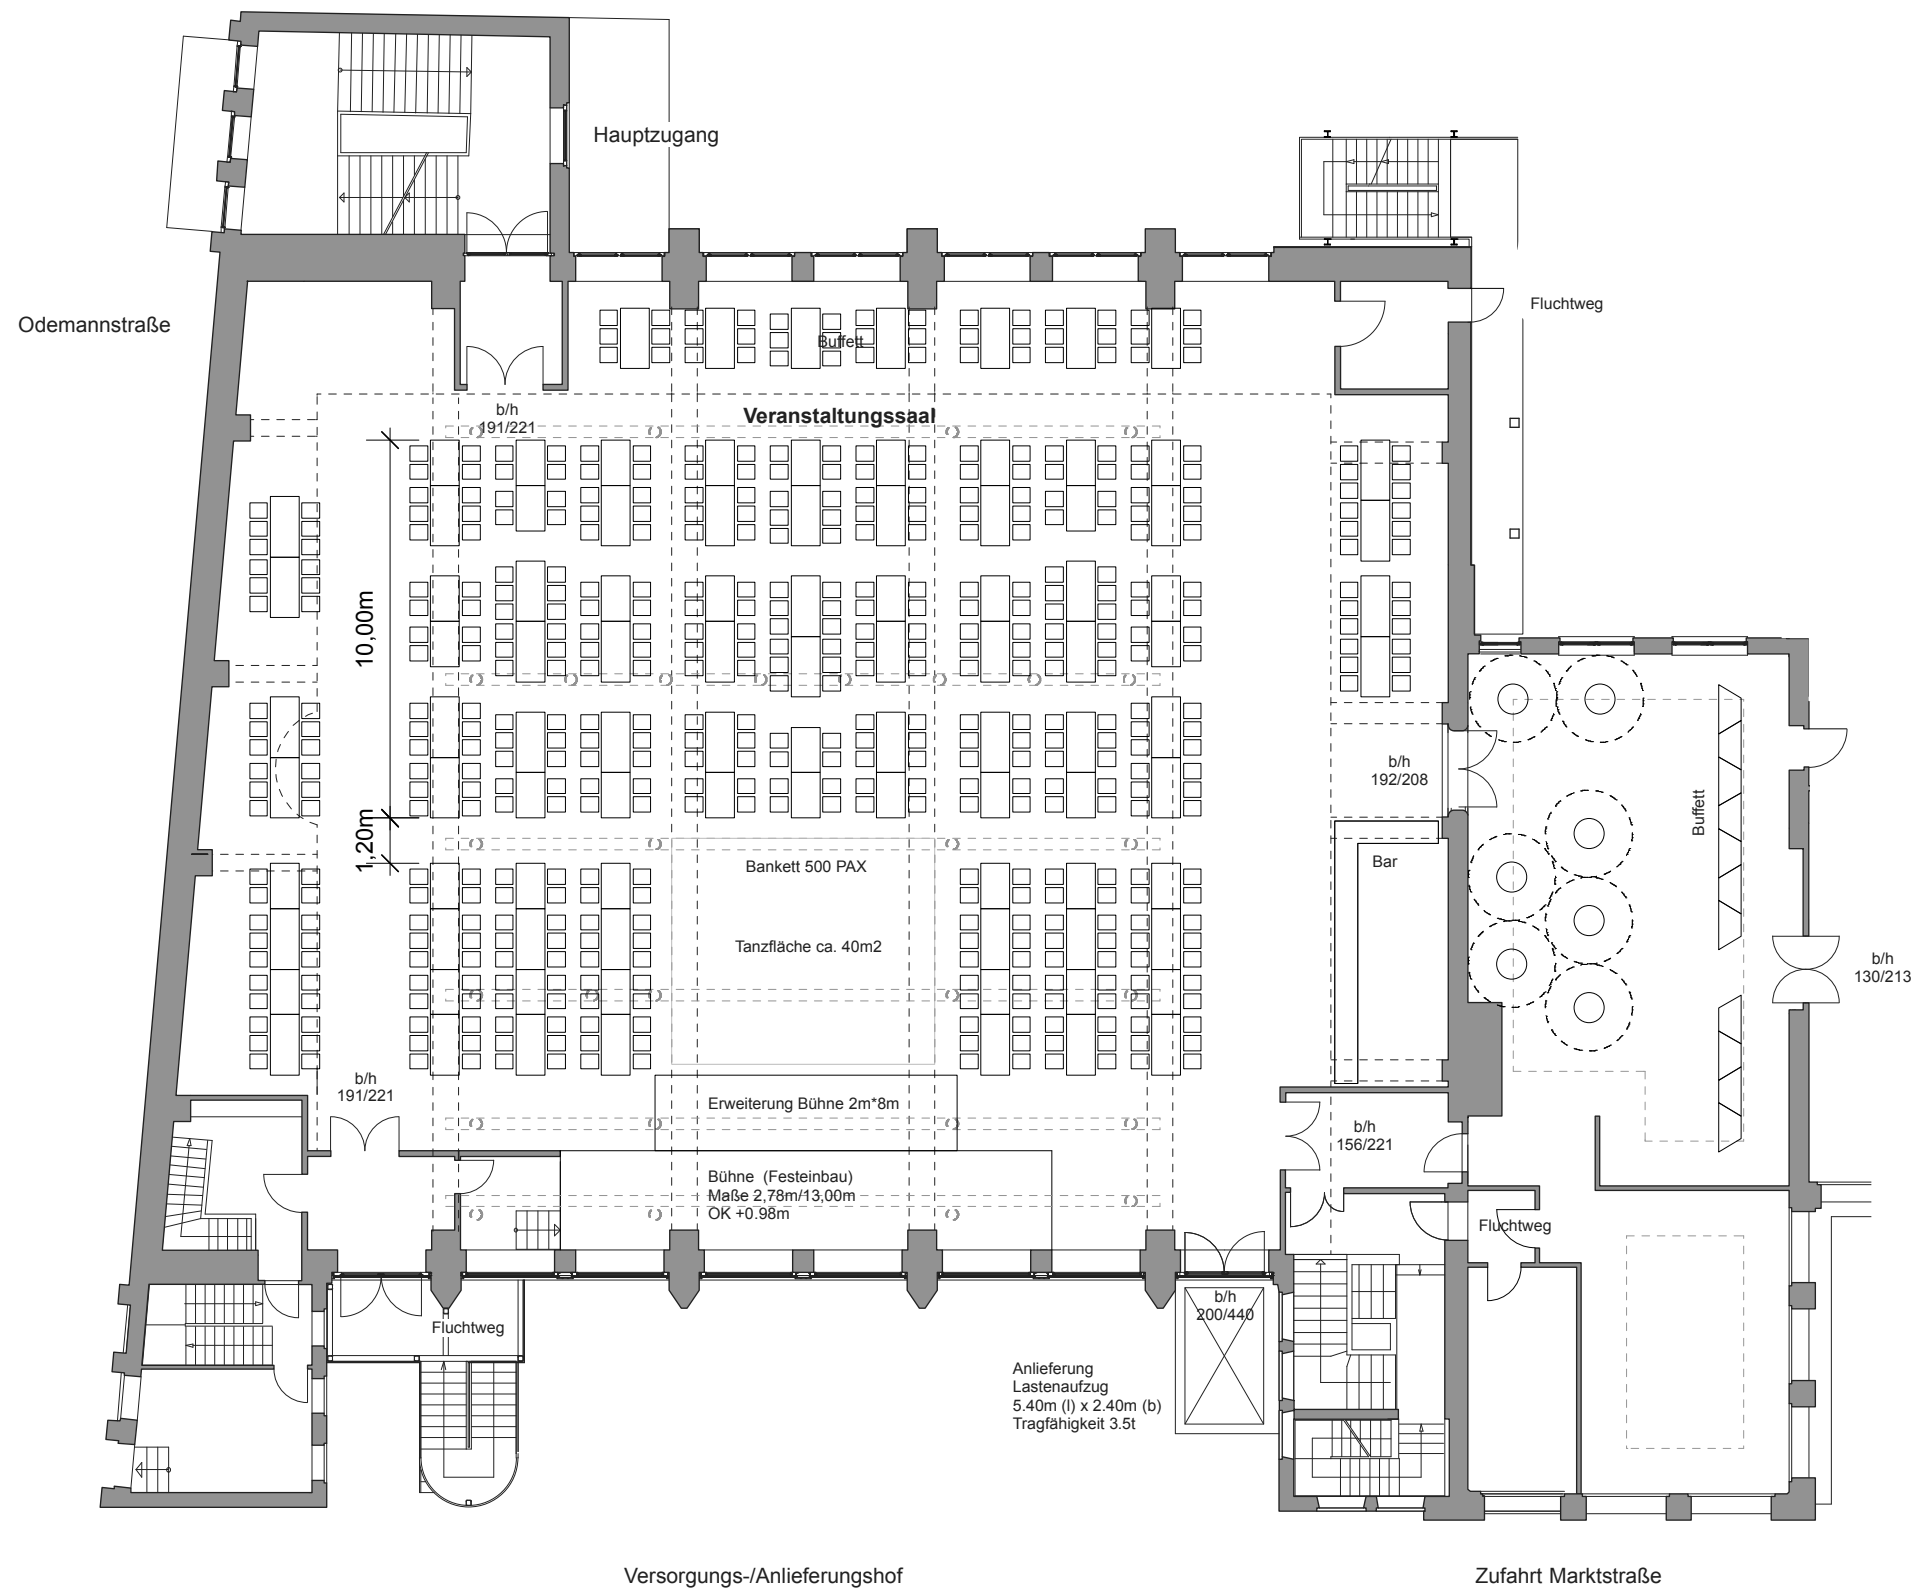 Hauptzugang
Odemannstraße
Fluchtweg
Buffett
b/h
191/221
Veranstaltungssaal
10,00m
1,20m
b/h
192/208
Buffett
Bar
Bankett 500 PAX
Tanzfläche ca. 40m2
b/h
130/213
b/h
191/221
Erweiterung Bühne 2m*8m
b/h
156/221
Bühne (Festeinbau)
Maße 2,78m/13,00m
OK +0.98m
Fluchtweg
Fluchtweg
b/h
200/440
Anlieferung
Lastenaufzug
5.40m (l) x 2.40m (b)
Tragfähigkeit 3.5t
Versorgungs-/Anlieferungshof
Zufahrt Marktstraße